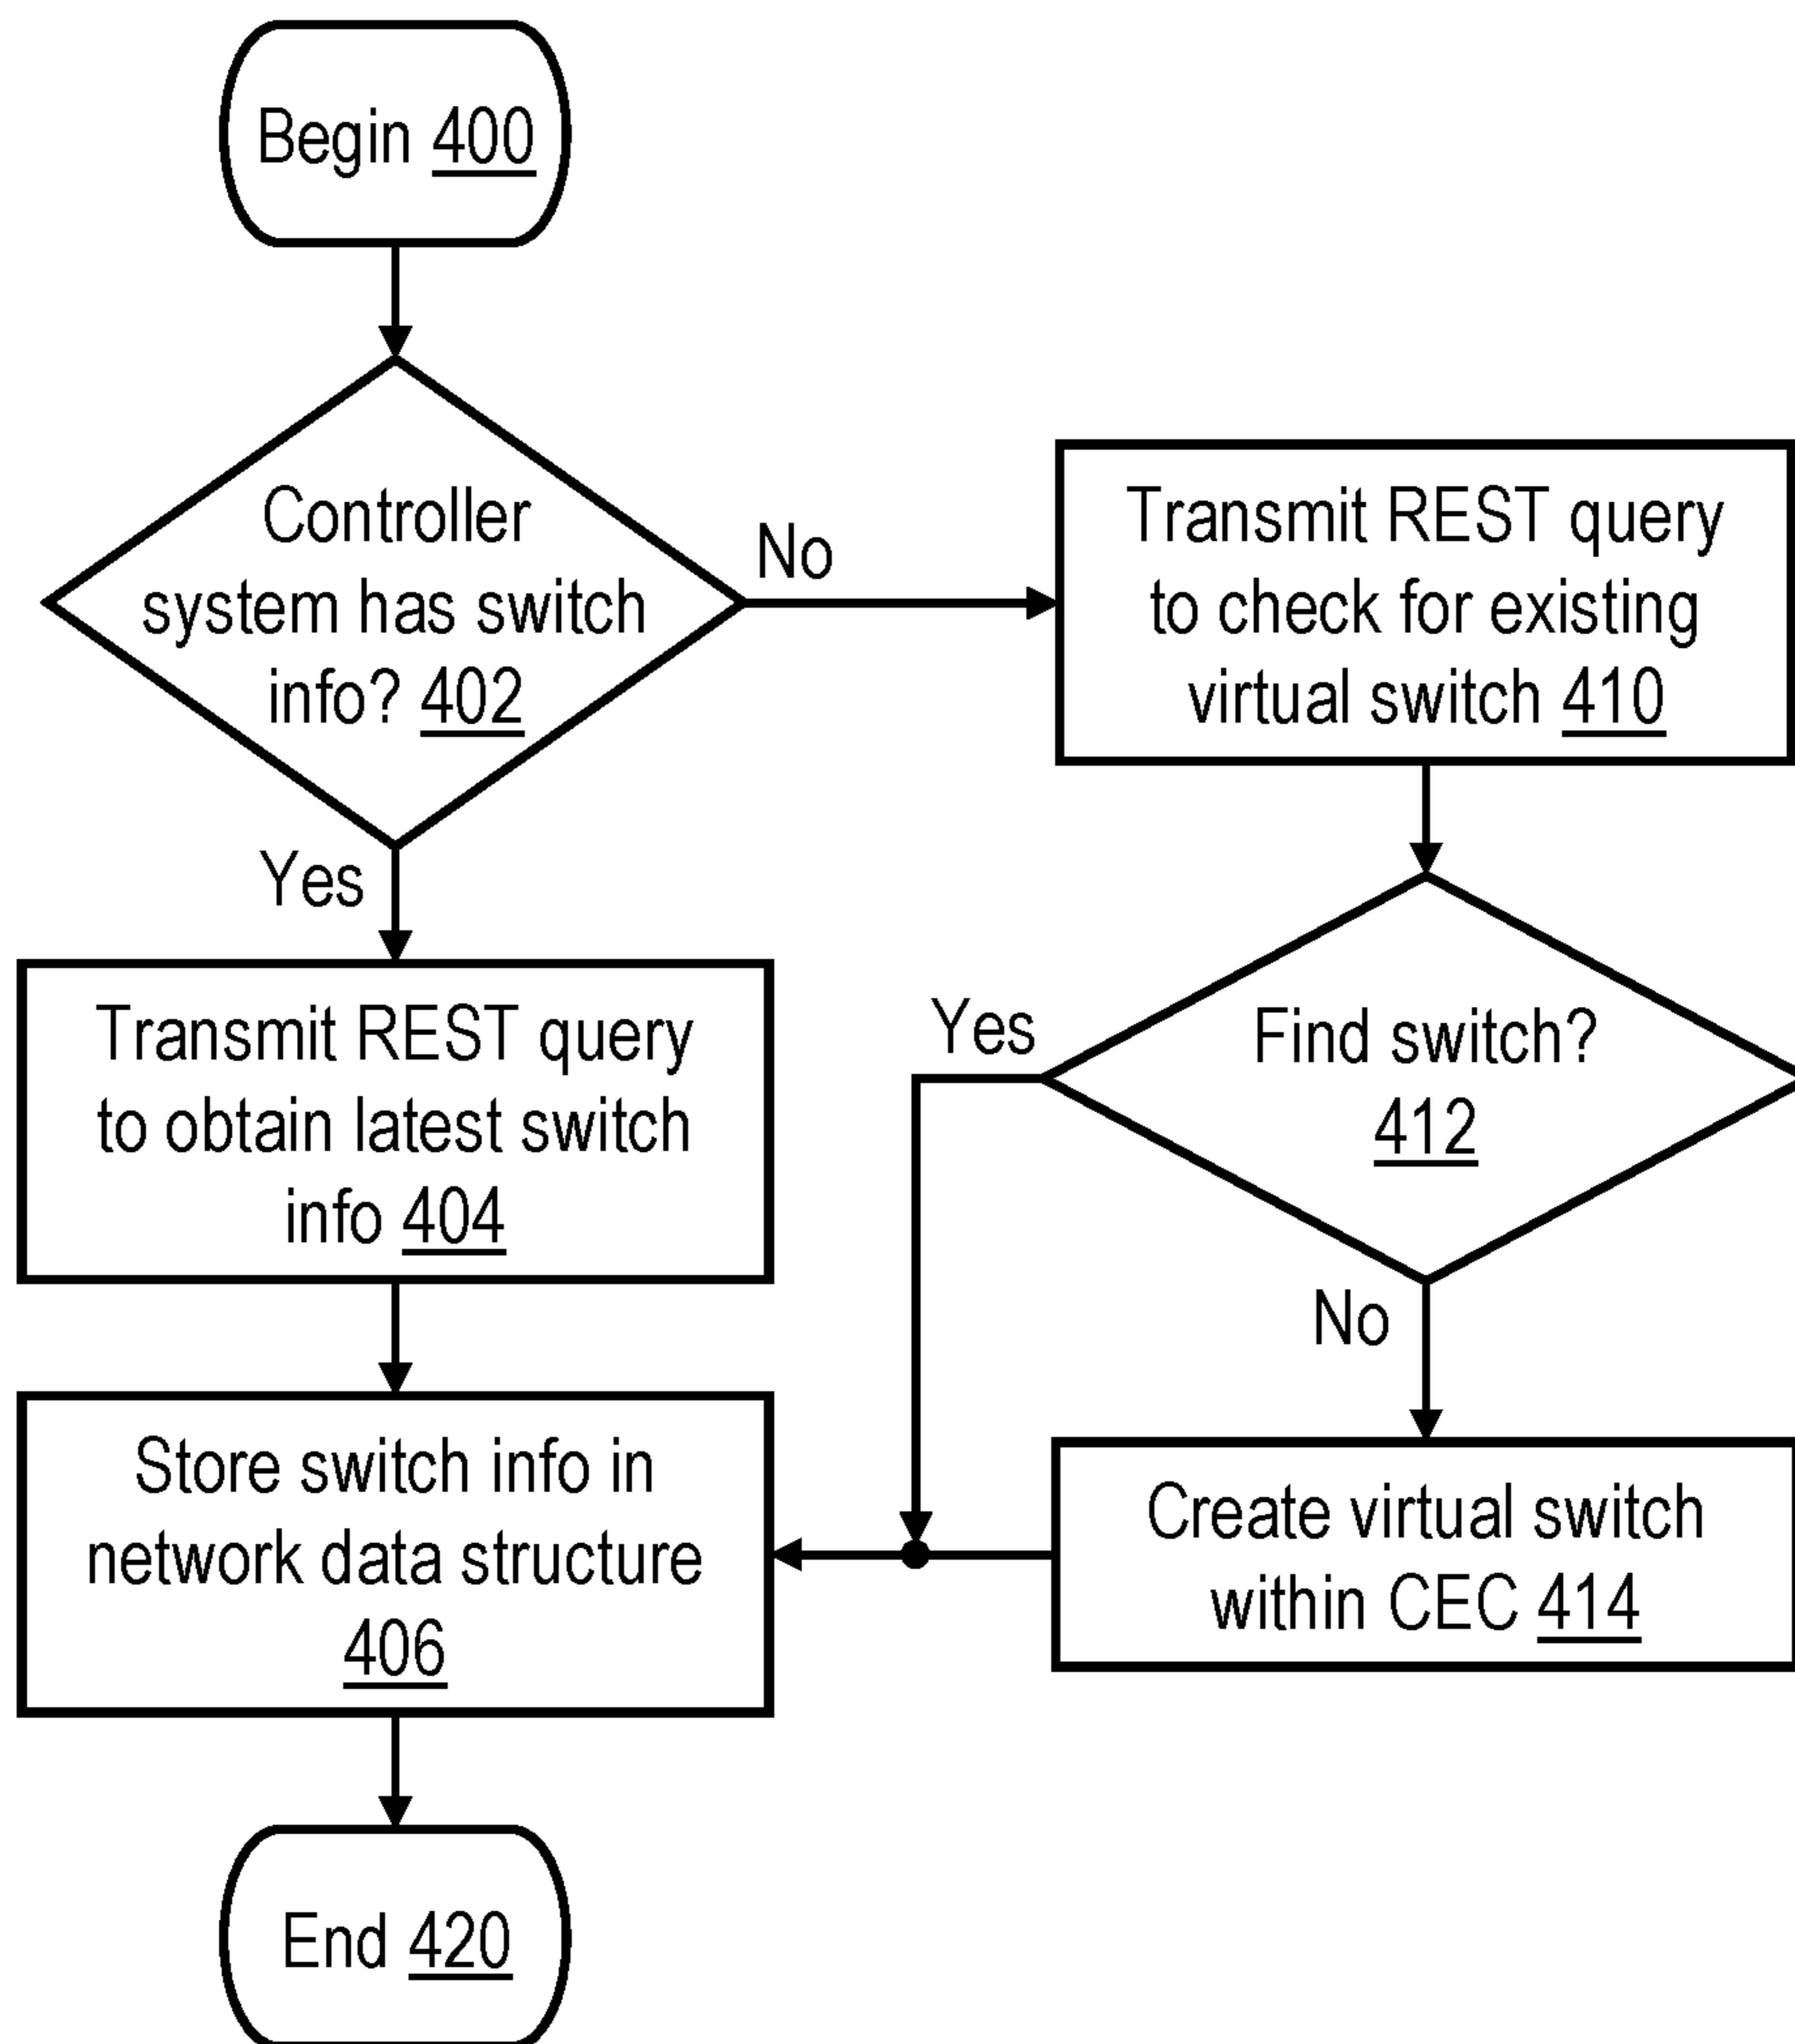 Begin 400
Controller
system has switch
info? 402
No
Transmit REST query
to check for existing
virtual switch 410
Yes
Transmit REST query
to obtain latest switch
info 404
Yes
Find switch?
412
No
Store switch info in
network data structure
406
Create virtual switch
within CEC 414
End 420